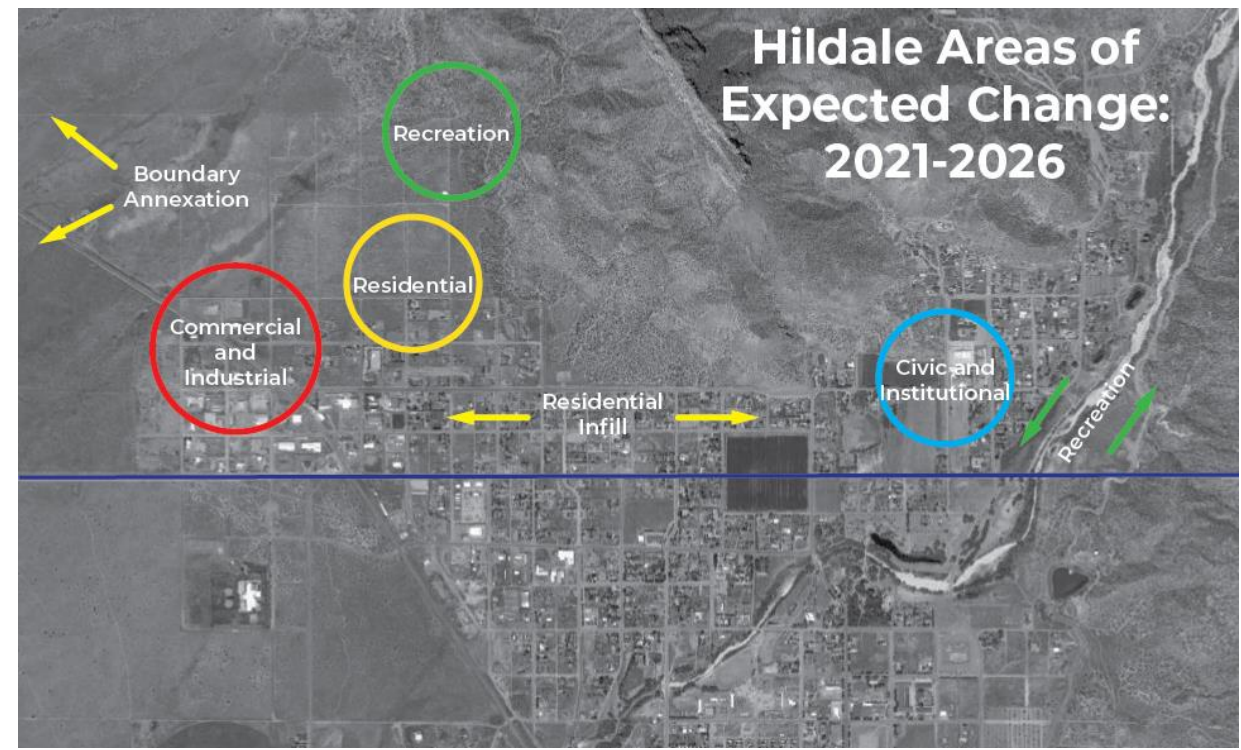 Hildale Areas of
Expected Change:
2021-2026
Recreation
Boundary
Annexation
Residential
Commercial
and
Industrial
Civic and
Institutional
Residential
Infill
Recreation